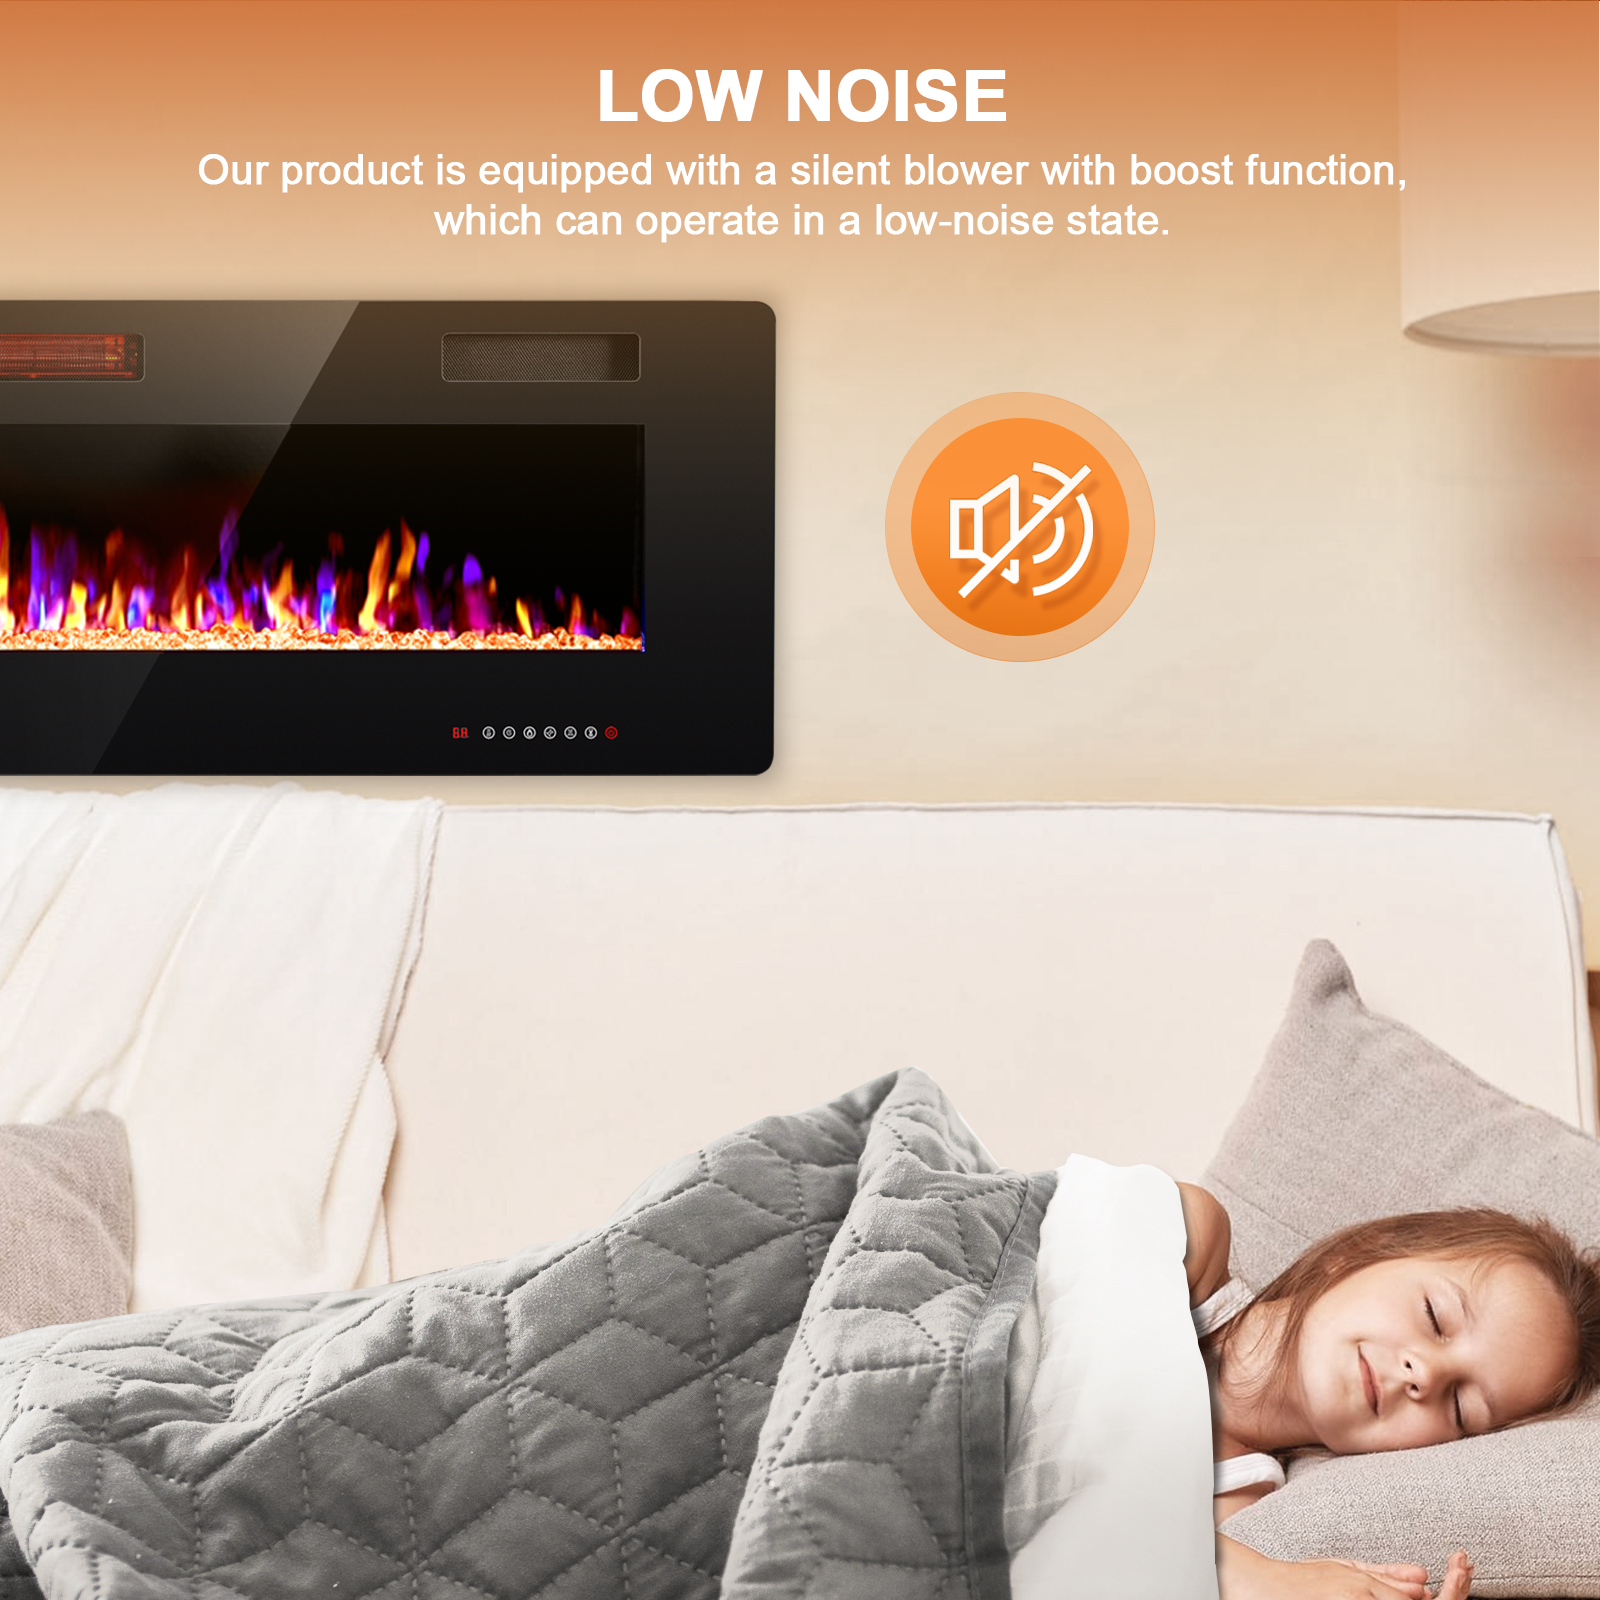 LOW NOISE
Our product is equipped with a silent blower with boost function,
which can operate in a low-noise state.
88